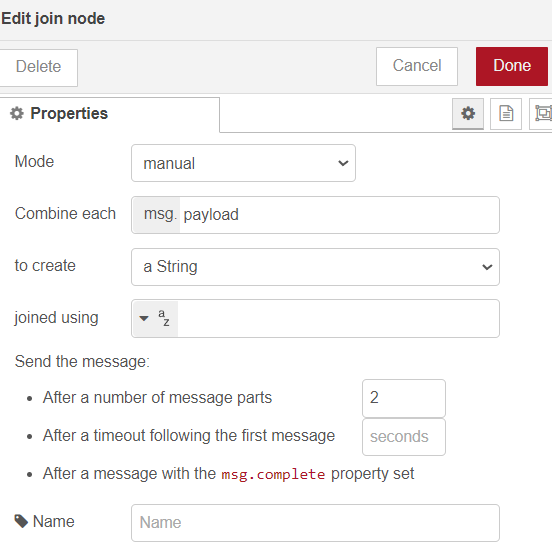 Edit join node
Delete Cancel Done
Properties
Mode manual
Combine each msg. payload
to create a String
joined using az
Send the message:
• After a number of message parts 2
• After a timeout following the first message seconds
• After a message with the msg.complete property set
Name Name